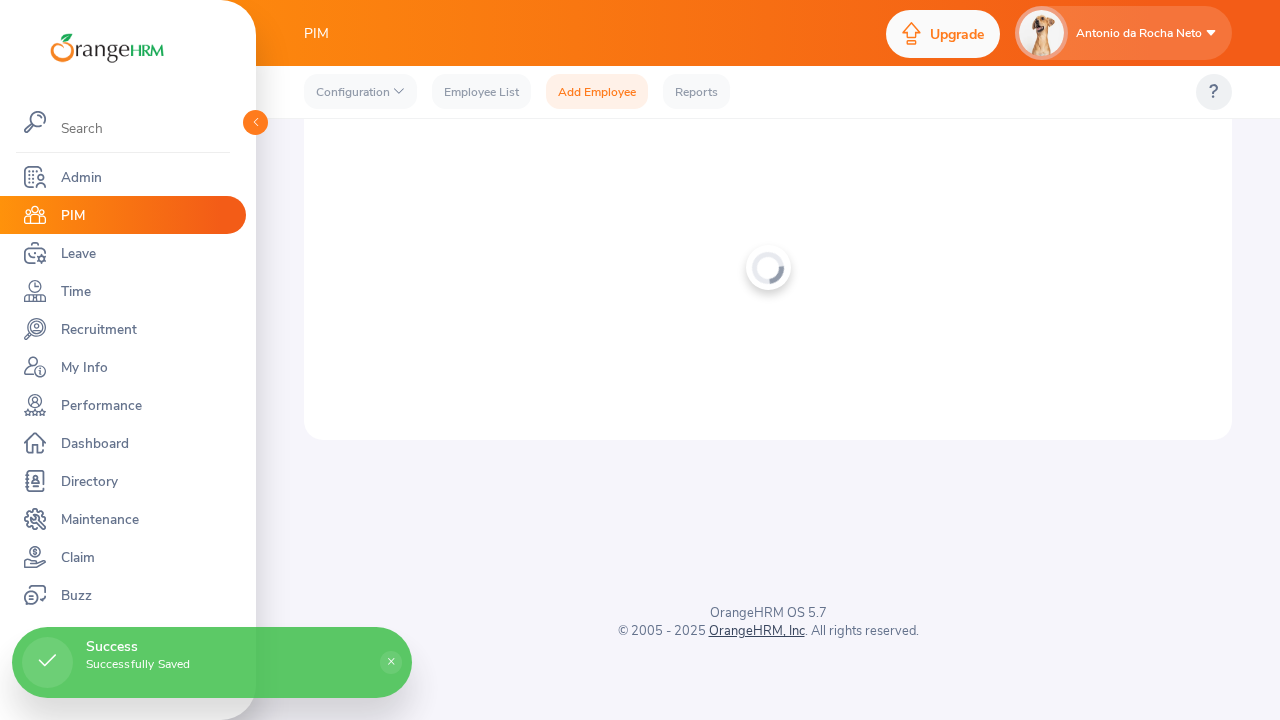 OrangeHRM
PIM
Upgrade
Antonio da Rocha Neto
Configuration
Employee List
Add Employee
Reports
?
Search
Admin
PIM
Leave
Time
Recruitment
My Info
Performance
Dashboard
Directory
Maintenance
Claim
Buzz
OrangeHRM OS 5.7
© 2005 - 2025 OrangeHRM, Inc. All rights reserved.
Success
Successfully Saved
×